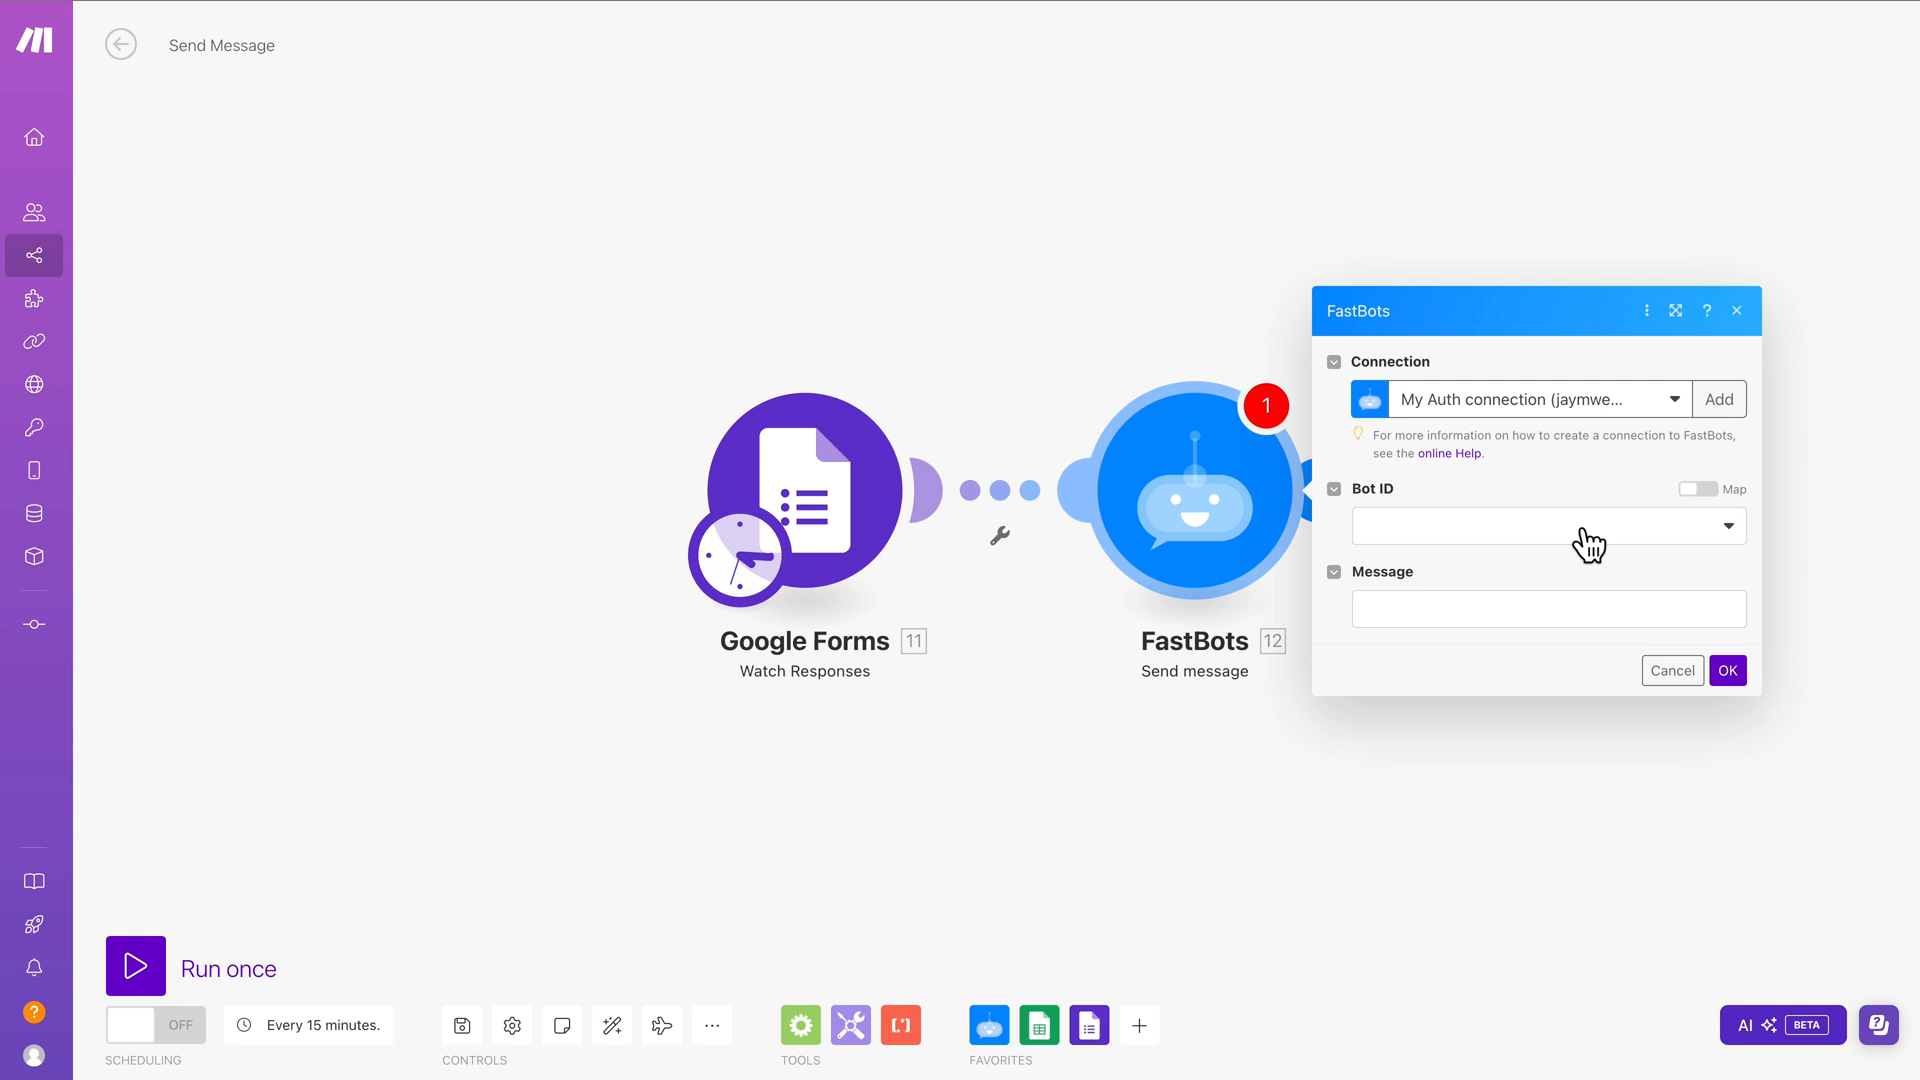 Send Message
FastBots
?
Connection
My Auth connection (jaymwe...
Add
For more information on how to create a connection to FastBots,
see the online Help.
Bot ID
Map
Message
Cancel
OK
1
Google Forms 11
Watch Responses
FastBots 12
Send message
Run once
OFF
Every 15 minutes.
SCHEDULING
CONTROLS
TOOLS
FAVORITES
AI BETA
?
?